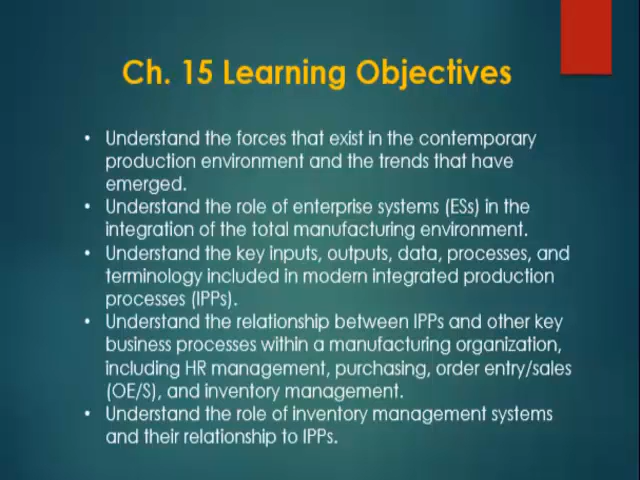 Ch. 15 Learning Objectives
• Understand the forces that exist in the contemporary
production environment and the trends that have
emerged.
• Understand the role of enterprise systems (ESs) in the
integration of the total manufacturing environment.
• Understand the key inputs, outputs, data, processes, and
terminology included in modern integrated production
processes (IPPs).
• Understand the relationship between IPPs and other key
business processes within a manufacturing organization,
including HR management, purchasing, order entry/sales
(OE/S), and inventory management.
• Understand the role of inventory management systems
and their relationship to IPPs.